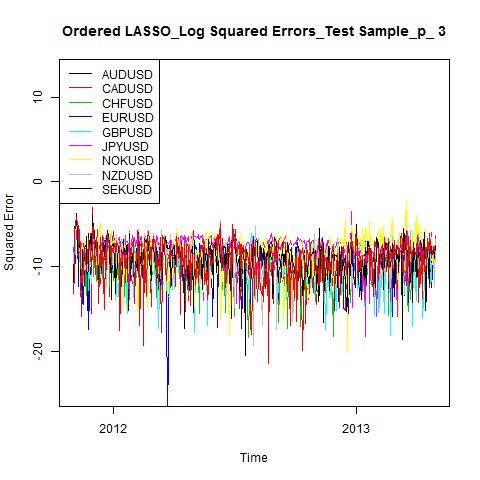 Ordered LASSO_Log Squared Errors_Test Sample_p_ 3
AUDUSD
CADUSD
CHFUSD
EURUSD
GBPUSD
JPYUSD
NOKUSD
NZDUSD
SEKUSD
10
0
-10
-20
Squared Error
2012
2013
Time